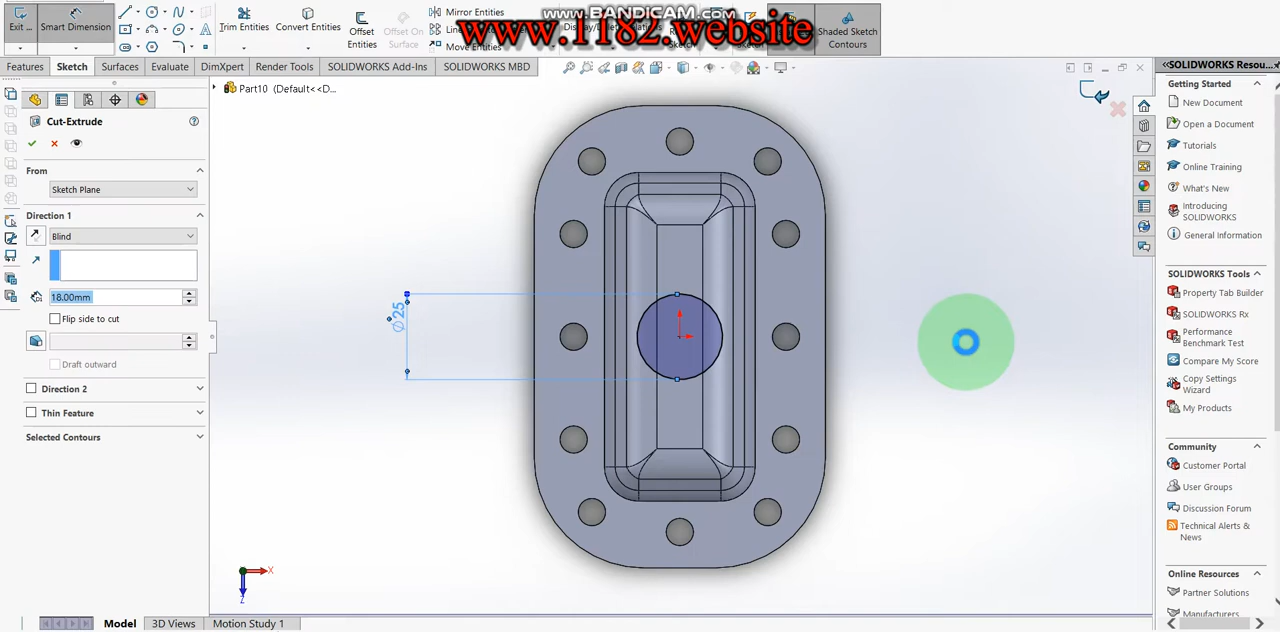 www.BANDICAM.com
www.1182.website
Exit ...
Smart Dimension
Trim Entities
Convert Entities
Offset Entities
Offset On Surface
Mirror Entities
Move Entities
Shaded Sketch Contours
Features
Sketch
Surfaces
Evaluate
DimXpert
Render Tools
SOLIDWORKS Add-Ins
SOLIDWORKS MBD
Part10 (Default<<D...
Cut-Extrude
From
Sketch Plane
Direction 1
Blind
18.00mm
Flip side to cut
Draft outward
Direction 2
Thin Feature
Selected Contours
∅25
X
Z
Model
3D Views
Motion Study 1
SOLIDWORKS Resou...
Getting Started
New Document
Open a Document
Tutorials
Online Training
What's New
Introducing
SOLIDWORKS
General Information
SOLIDWORKS Tools
Property Tab Builder
SOLIDWORKS Rx
Performance
Benchmark Test
Compare My Score
Copy Settings
Wizard
My Products
Community
Customer Portal
User Groups
Discussion Forum
Technical Alerts &
News
Online Resources
Partner Solutions
Manufacturers